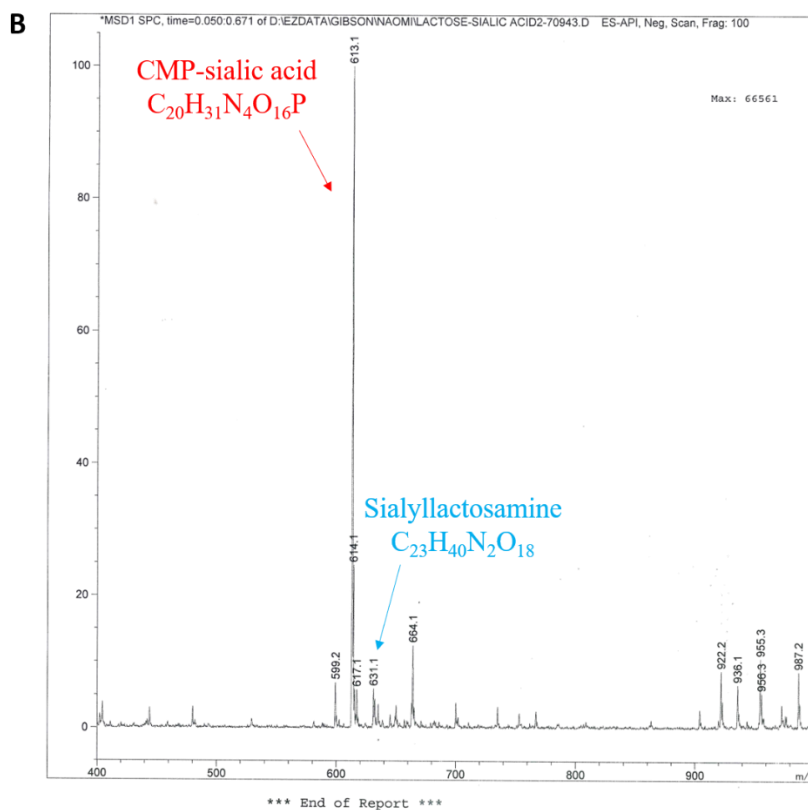 B
*MSD1 SPC, time=0.050:0.671 of D:\EZDATA\GIBSON\NAOMI\LACTOSE-SIALIC ACID2-70943.D ES-API, Neg, Scan, Frag: 100
613.1
100
CMP-sialic acid
C₂₀H₃₁N₄O₁₆P
Max: 66561
80
60
40
Sialyllactosamine
C₂₃H₄₀N₂O₁₈
614.1
20
664.1
599.2
617.1
631.1
922.2
936.1
955.3
956.3
987.2
0
400 600 700 800 900 m/
*** End of Report ***